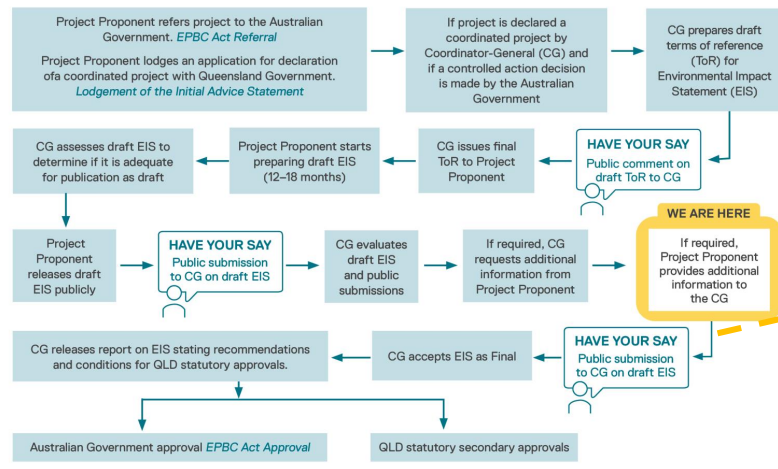 Project Proponent refers project to the Australian
Government. EPBC Act Referral
Project Proponent lodges an application for declaration
ofa coordinated project with Queensland Government.
Lodgement of the Initial Advice Statement
If project is declared a
coordinated project by
Coordinator-General (CG) and
if a controlled action decision
is made by the Australian
Government
CG prepares draft
terms of reference
(ToR) for
Environmental Impact
Statement (EIS)
HAVE YOUR SAY
Public comment on
draft ToR to CG
CG issues final
ToR to Project
Proponent
Project Proponent starts
preparing draft EIS
(12–18 months)
CG assesses draft EIS to
determine if it is adequate
for publication as draft
Project
Proponent
releases draft
EIS publicly
HAVE YOUR SAY
Public submission
to CG on draft EIS
CG evaluates
draft EIS
and public
submissions
If required, CG
requests additional
information from
Project Proponent
WE ARE HERE
If required,
Project Proponent
provides additional
information to
the CG
HAVE YOUR SAY
Public submission
to CG on draft EIS
CG accepts EIS as Final
CG releases report on EIS stating recommendations
and conditions for QLD statutory approvals.
Australian Government approval EPBC Act Approval
QLD statutory secondary approvals